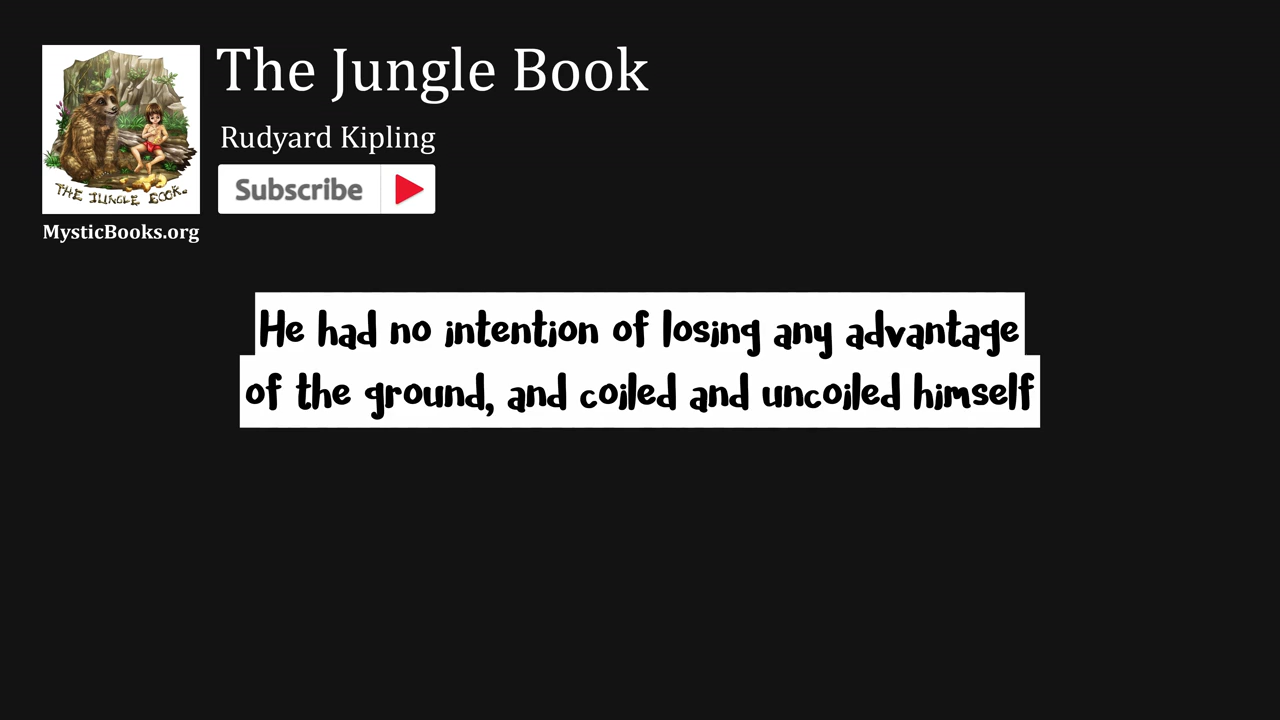 The Jungle Book
Rudyard Kipling
Subscribe
THE JUNGLE BOOK.
MysticBooks.org
He had no intention of losing any advantage
of the ground, and coiled and uncoiled himself